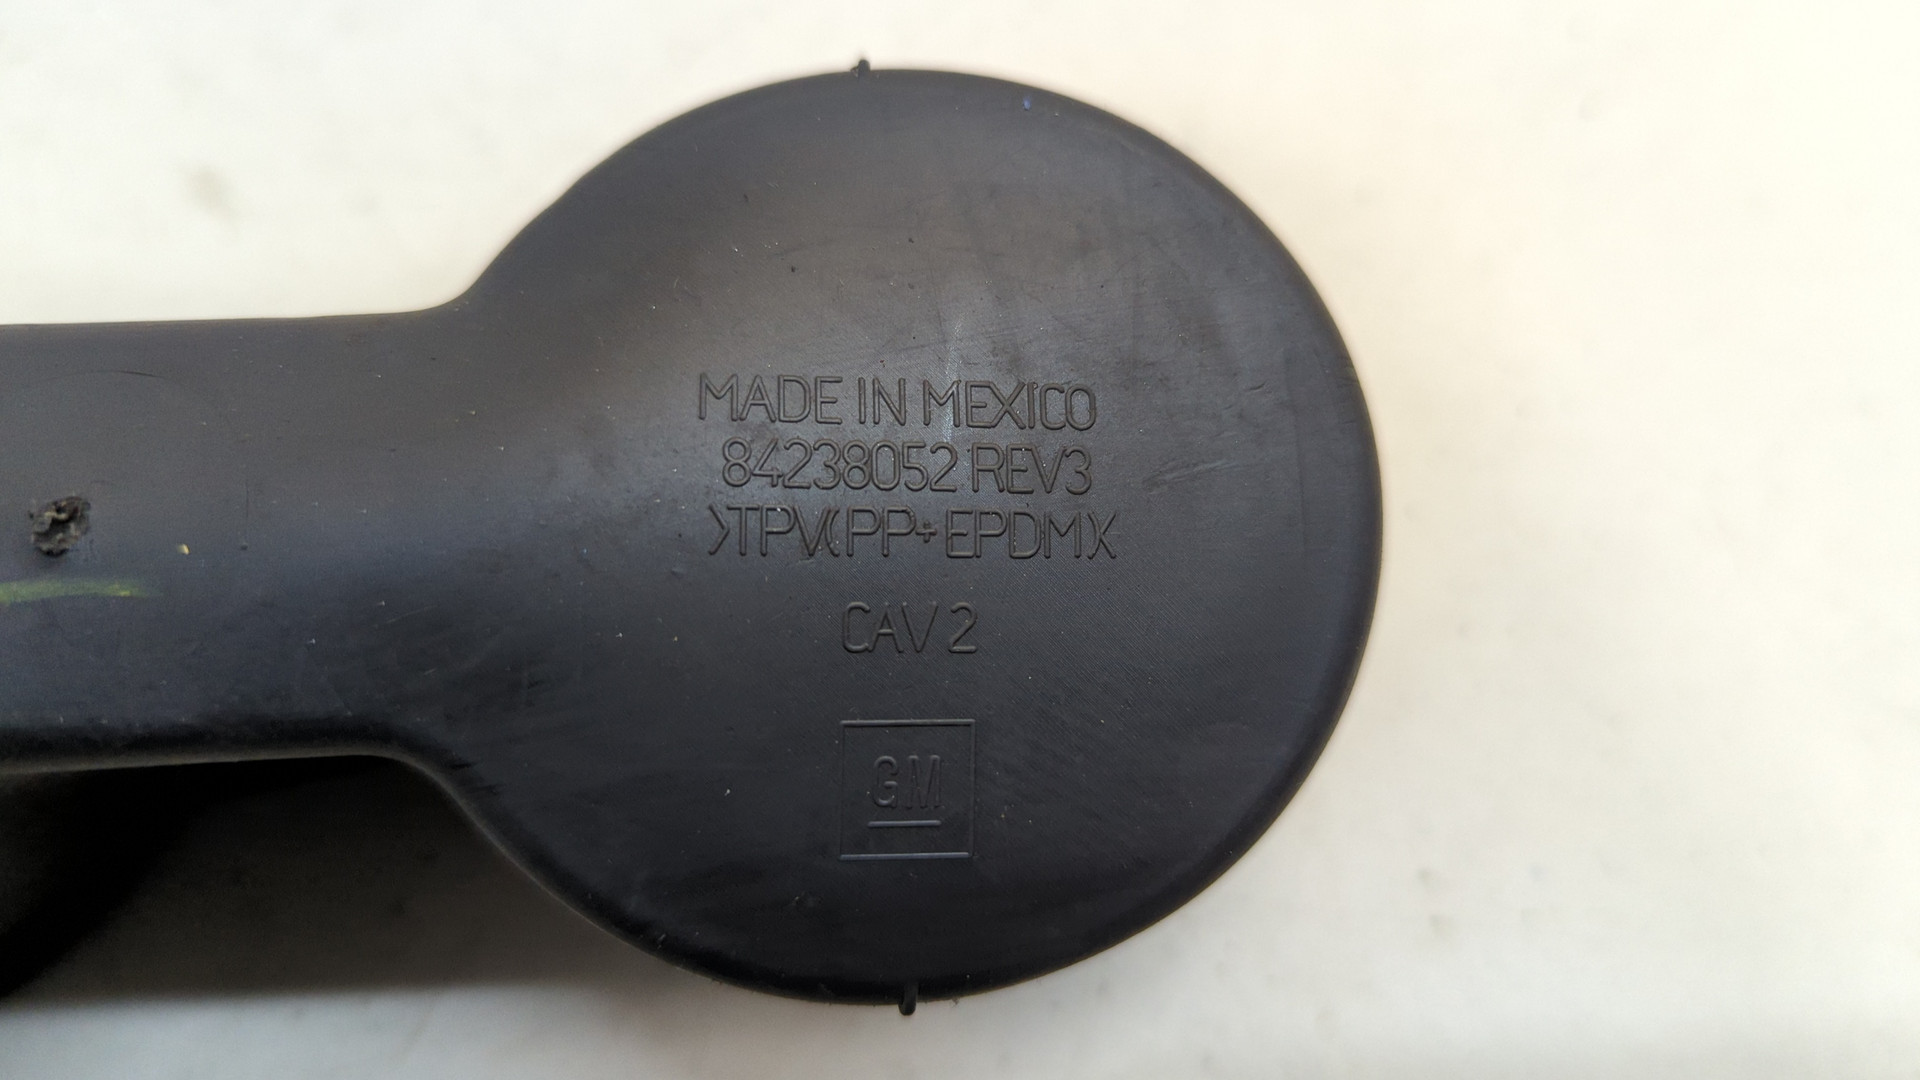 MADE IN MEXICO
84238052 REV3
>TPV(PP+EPDM)<
CAV 2
GM